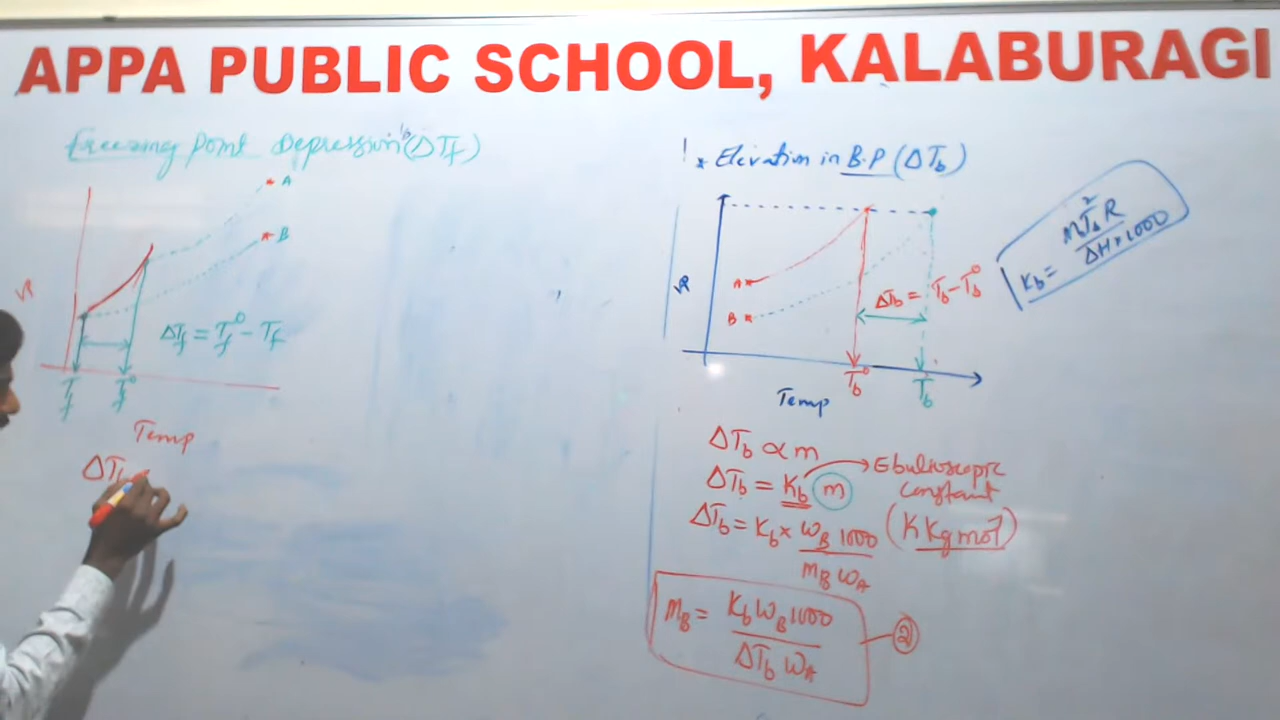 APPA PUBLIC SCHOOL, KALABURAGI
Freezing Point Depression (ΔTf)
A
B
VP
ΔTf = Tf° - Tf
Tf
Tf°
Temp
ΔTf
* Elevation in B.P (ΔTb)
VP
A
B
ΔTb = Tb - Tb°
Tb°
Tb
Temp
Kb = M Tb² R / ΔH × 1000
ΔTb ∝ m
ΔTb = Kb m
Ebulioscopic
constant
(K Kg mol⁻¹)
ΔTb = Kb × WB 1000 / MB WA
MB = Kb WB 1000 / ΔTb WA
②